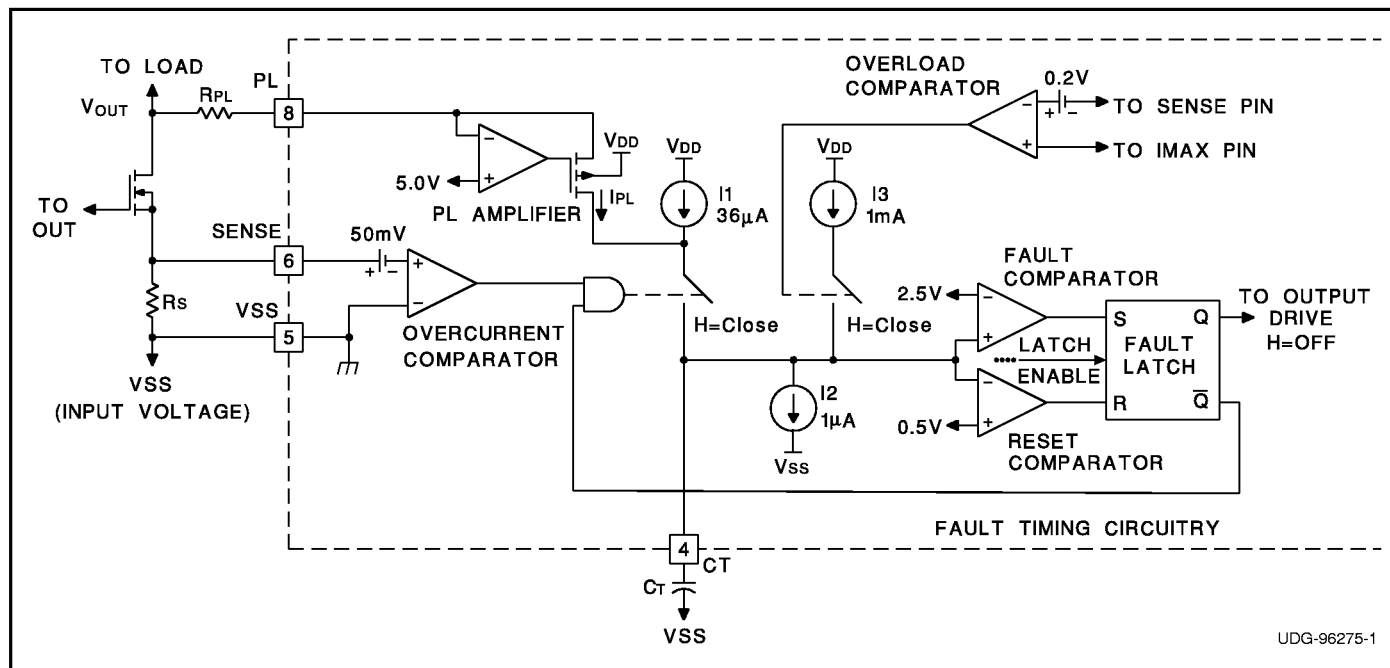 TO LOAD
VOUT
RPL
PL
8
5.0V
PL AMPLIFIER
VDD
IPL
VDD
I1
36μA
VDD
I3
1mA
OVERLOAD
COMPARATOR
0.2V
+ -
-
+
TO SENSE PIN
TO IMAX PIN
TO
OUT
SENSE
6
50mV
+ -
+
-
OVERCURRENT
COMPARATOR
RS
VSS
5
VSS
(INPUT VOLTAGE)
H=Close
H=Close
FAULT
COMPARATOR
2.5V
-
+
LATCH
ENABLE
S
Q
FAULT
LATCH
R
Q̅
TO OUTPUT
DRIVE
H=OFF
I2
1μA
VSS
0.5V
-
+
RESET
COMPARATOR
FAULT TIMING CIRCUITRY
4
CT
CT
VSS
UDG-96275-1